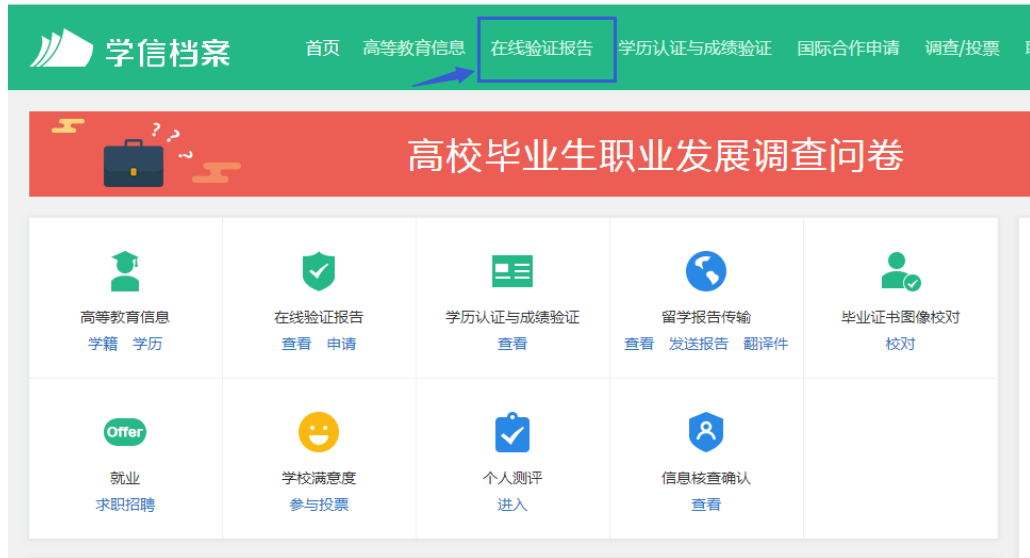 学信档案 首页 高等教育信息 在线验证报告 学历认证与成绩验证 国际合作申请 调查/投票
? ? ?
高校毕业生职业发展调查问卷
高等教育信息 在线验证报告 学历认证与成绩验证 留学报告传输 毕业证书图像校对
学籍 学历 查看 申请 查看 查看 发送报告 翻译件 校对
Offer
就业 学校满意度 个人测评 信息核查确认
求职招聘 参与投票 进入 查看